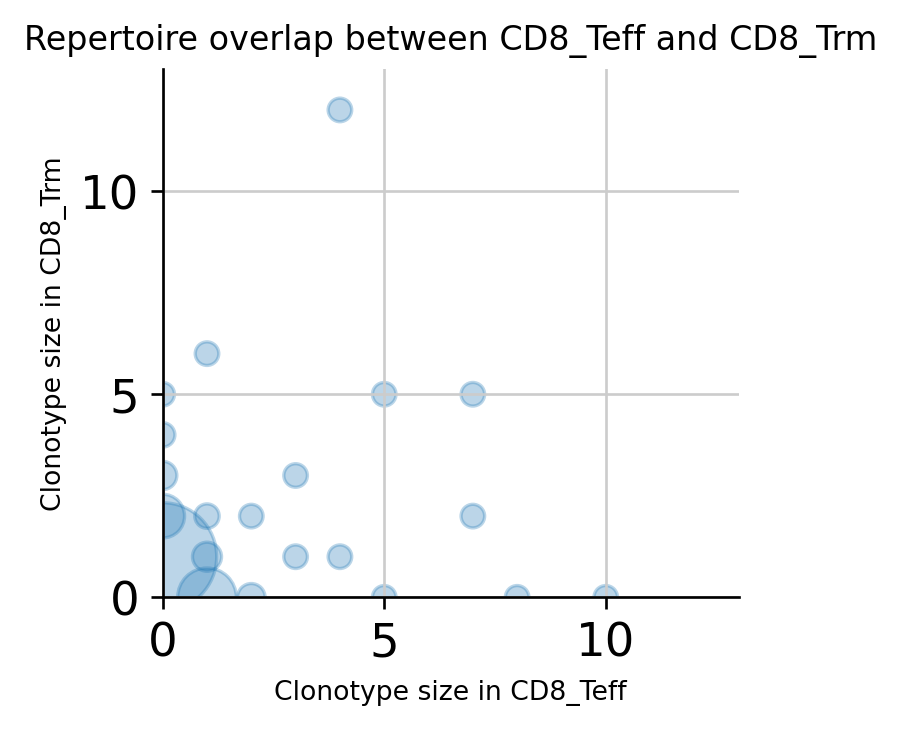 Repertoire overlap between CD8_Teff and CD8_Trm
Clonotype size in CD8_Trm
10
5
0
0 5 10
Clonotype size in CD8_Teff